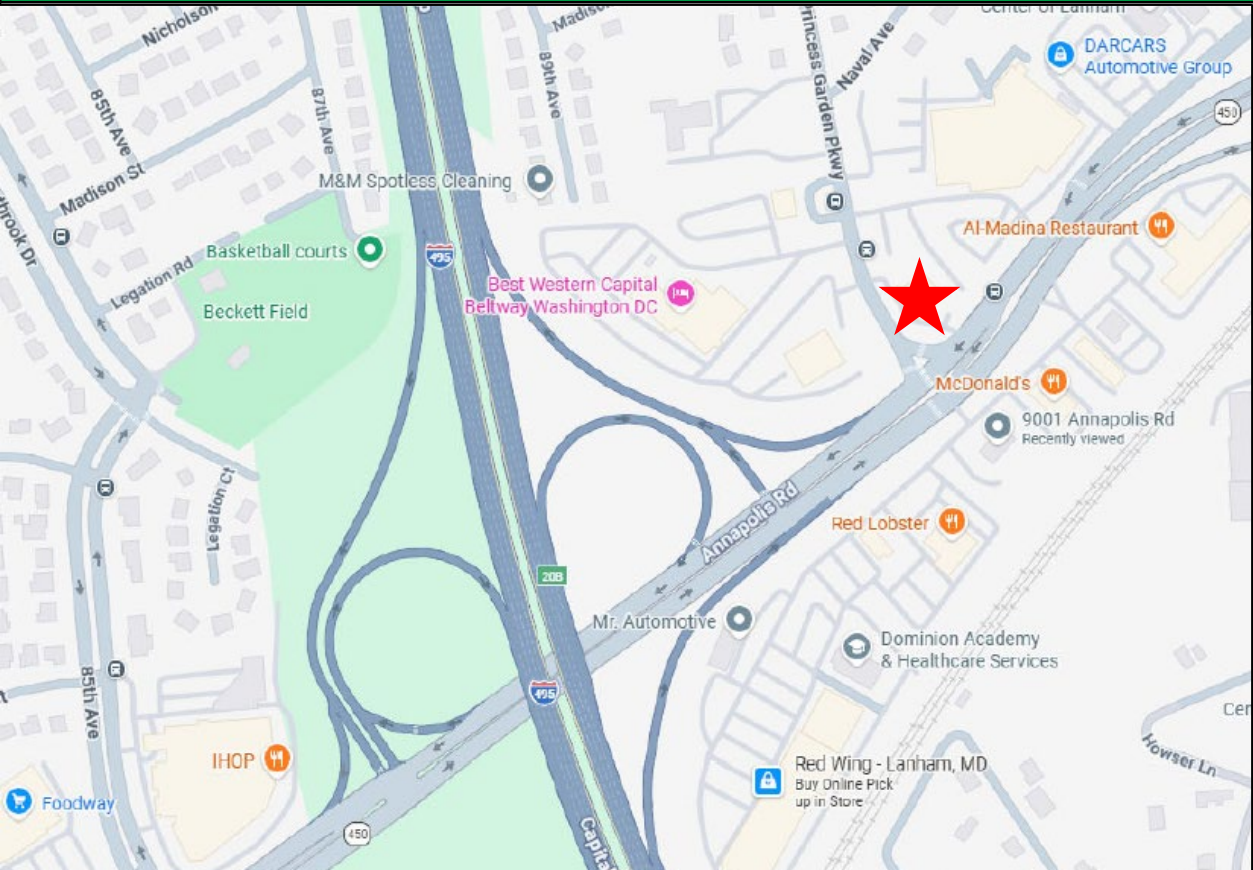 Nicholson
Madison
Princess Garden Pkwy
Center of Lanham
Naval Ave
DARCARS
Automotive Group
89th Ave
85th Ave
87th Ave
450
Madison St
M&M Spotless Cleaning
Al-Madina Restaurant
Basketball courts
495
Legation Rd
Best Western Capital
Beltway Washington DC
Beckett Field
McDonald's
9001 Annapolis Rd
Recently viewed
Legation Ct
Annapolis Rd
Red Lobster
20B
Mr. Automotive
Dominion Academy
& Healthcare Services
85th Ave
495
Cer
Howser Ln
IHOP
Red Wing - Lanham, MD
Buy Online Pick
up in Store
Foodway
450
Capita